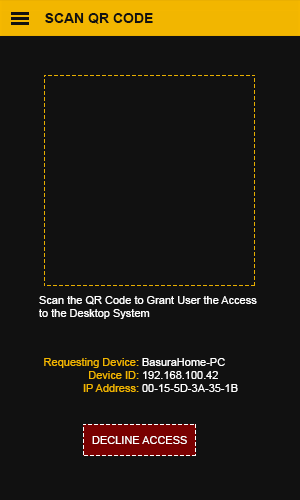 SCAN QR CODE
Scan the QR Code to Grant User the Access
to the Desktop System
Requesting Device: BasuraHome-PC
Device ID: 192.168.100.42
IP Address: 00-15-5D-3A-35-1B
DECLINE ACCESS